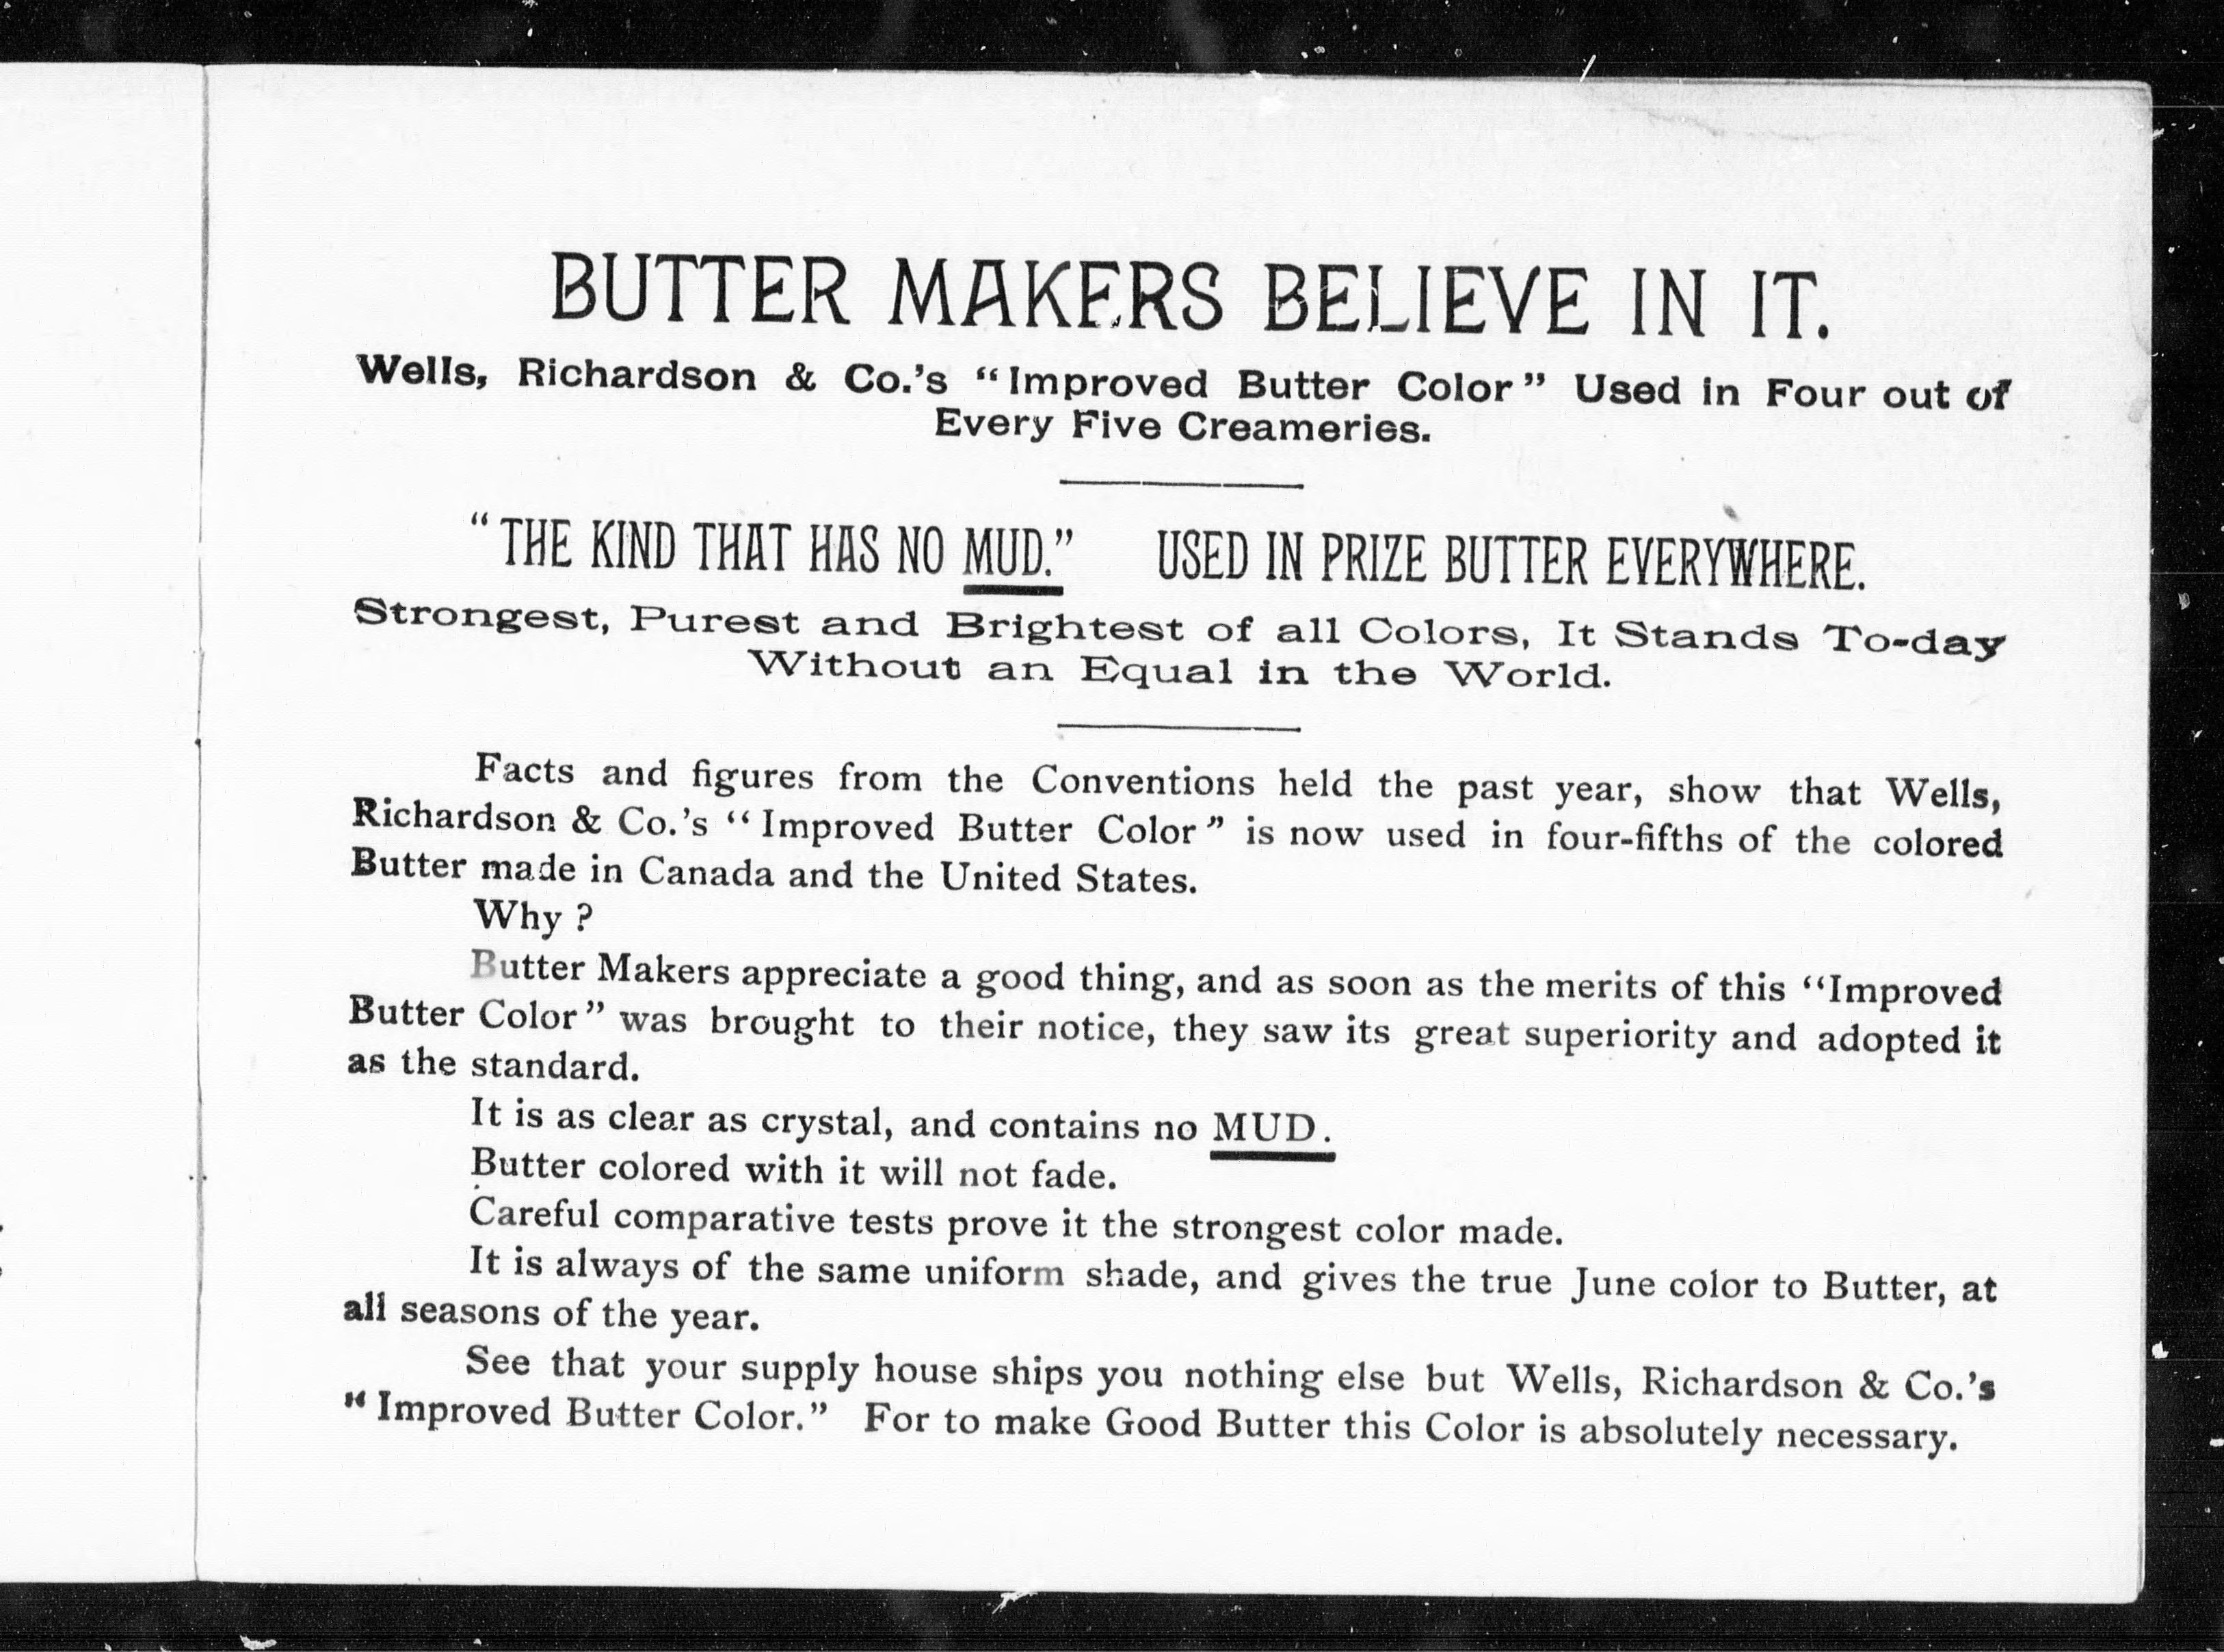 BUTTER MAKERS BELIEVE IN IT.
Wells, Richardson & Co.'s "Improved Butter Color" Used in Four out of
Every Five Creameries.
"THE KIND THAT HAS NO MUD." USED IN PRIZE BUTTER EVERYWHERE.
Strongest, Purest and Brightest of all Colors, It Stands To-day
Without an Equal in the World.
Facts and figures from the Conventions held the past year, show that Wells,
Richardson & Co.'s "Improved Butter Color" is now used in four-fifths of the colored
Butter made in Canada and the United States.
Why ?
Butter Makers appreciate a good thing, and as soon as the merits of this "Improved
Butter Color" was brought to their notice, they saw its great superiority and adopted it
as the standard.
It is as clear as crystal, and contains no MUD.
Butter colored with it will not fade.
Careful comparative tests prove it the strongest color made.
It is always of the same uniform shade, and gives the true June color to Butter, at
all seasons of the year.
See that your supply house ships you nothing else but Wells, Richardson & Co.'s
"Improved Butter Color." For to make Good Butter this Color is absolutely necessary.